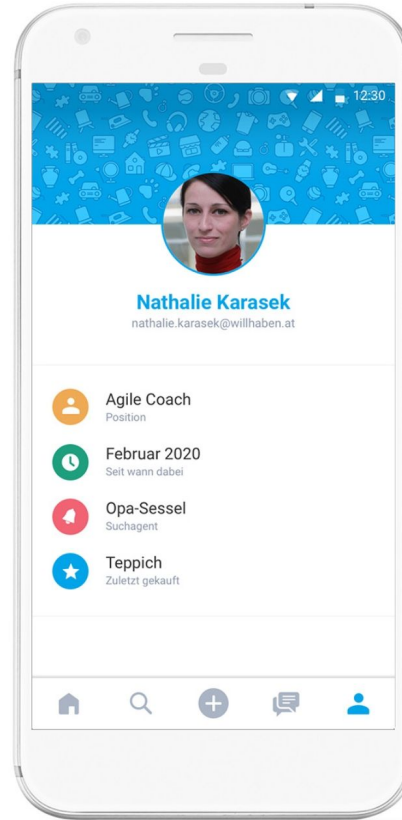 12:30
Nathalie Karasek
nathalie.karasek@willhaben.at
Agile Coach
Position
Februar 2020
Seit wann dabei
Opa-Sessel
Suchagent
Teppich
Zuletzt gekauft